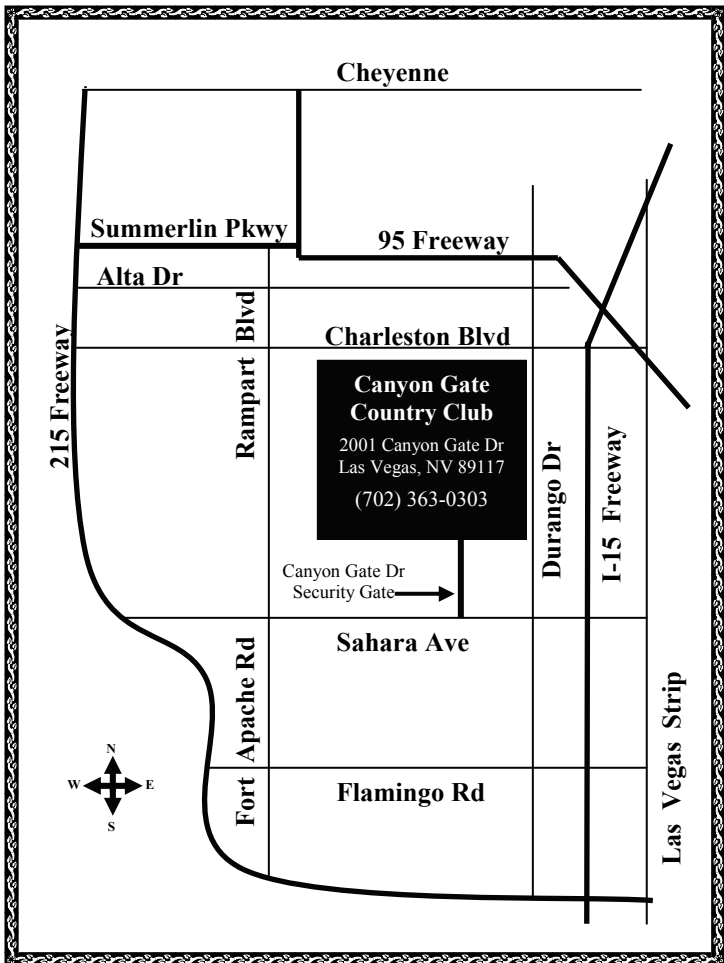 Cheyenne
Summerlin Pkwy
95 Freeway
Alta Dr
Charleston Blvd
215 Freeway
Rampart Blvd
Canyon Gate
Country Club
2001 Canyon Gate Dr
Las Vegas, NV 89117
(702) 363-0303
Durango Dr
I-15 Freeway
Canyon Gate Dr
Security Gate
Sahara Ave
Fort Apache Rd
Las Vegas Strip
N
W E
S
Flamingo Rd